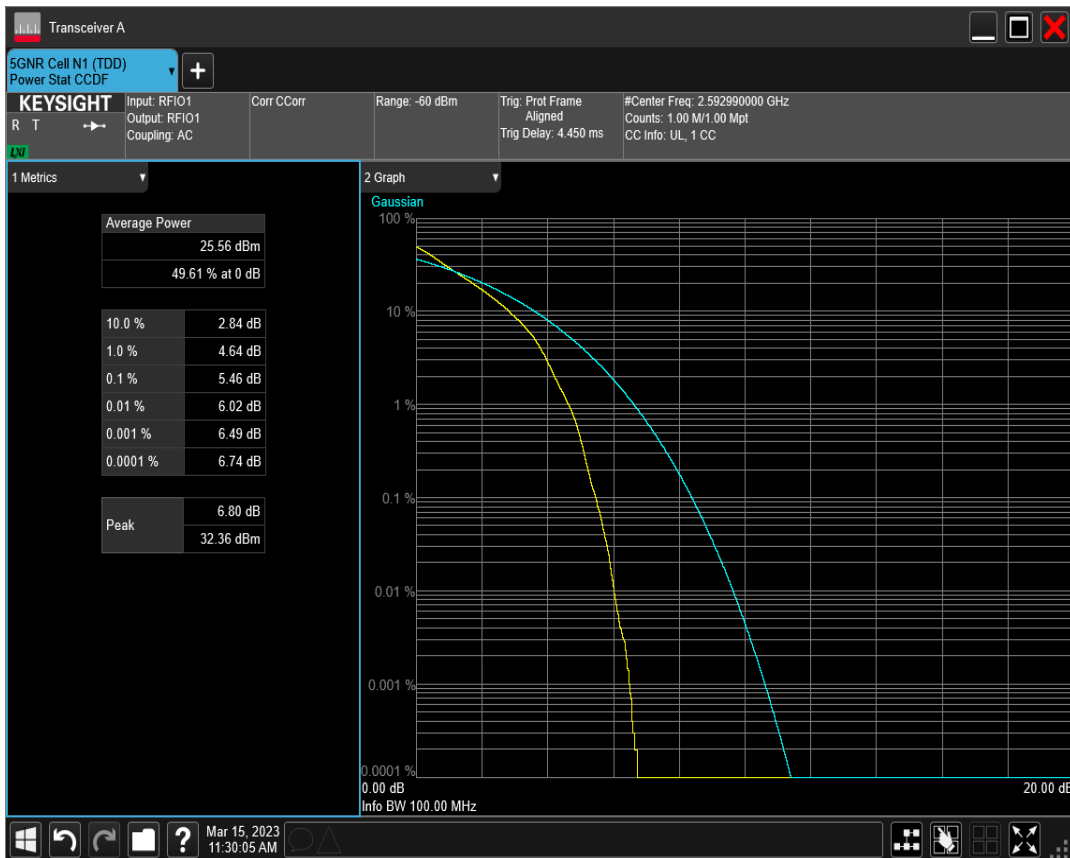 Transceiver A
5GNR Cell N1 (TDD)
Power Stat CCDF
KEYSIGHT
R T
LXI
Input: RFIO1
Output: RFIO1
Coupling: AC
Corr CCorr
Range: -60 dBm
Trig: Prot Frame
Aligned
Trig Delay: 4.450 ms
#Center Freq: 2.592990000 GHz
Counts: 1.00 M/1.00 Mpt
CC Info: UL, 1 CC
1 Metrics
Average Power
25.56 dBm
49.61 % at 0 dB
10.0 % 2.84 dB
1.0 % 4.64 dB
0.1 % 5.46 dB
0.01 % 6.02 dB
0.001 % 6.49 dB
0.0001 % 6.74 dB
Peak
6.80 dB
32.36 dBm
2 Graph
Gaussian
100 %
10 %
1 %
0.1 %
0.01 %
0.001 %
0.0001 %
0.00 dB 20.00 dB
Info BW 100.00 MHz
?
Mar 15, 2023
11:30:05 AM